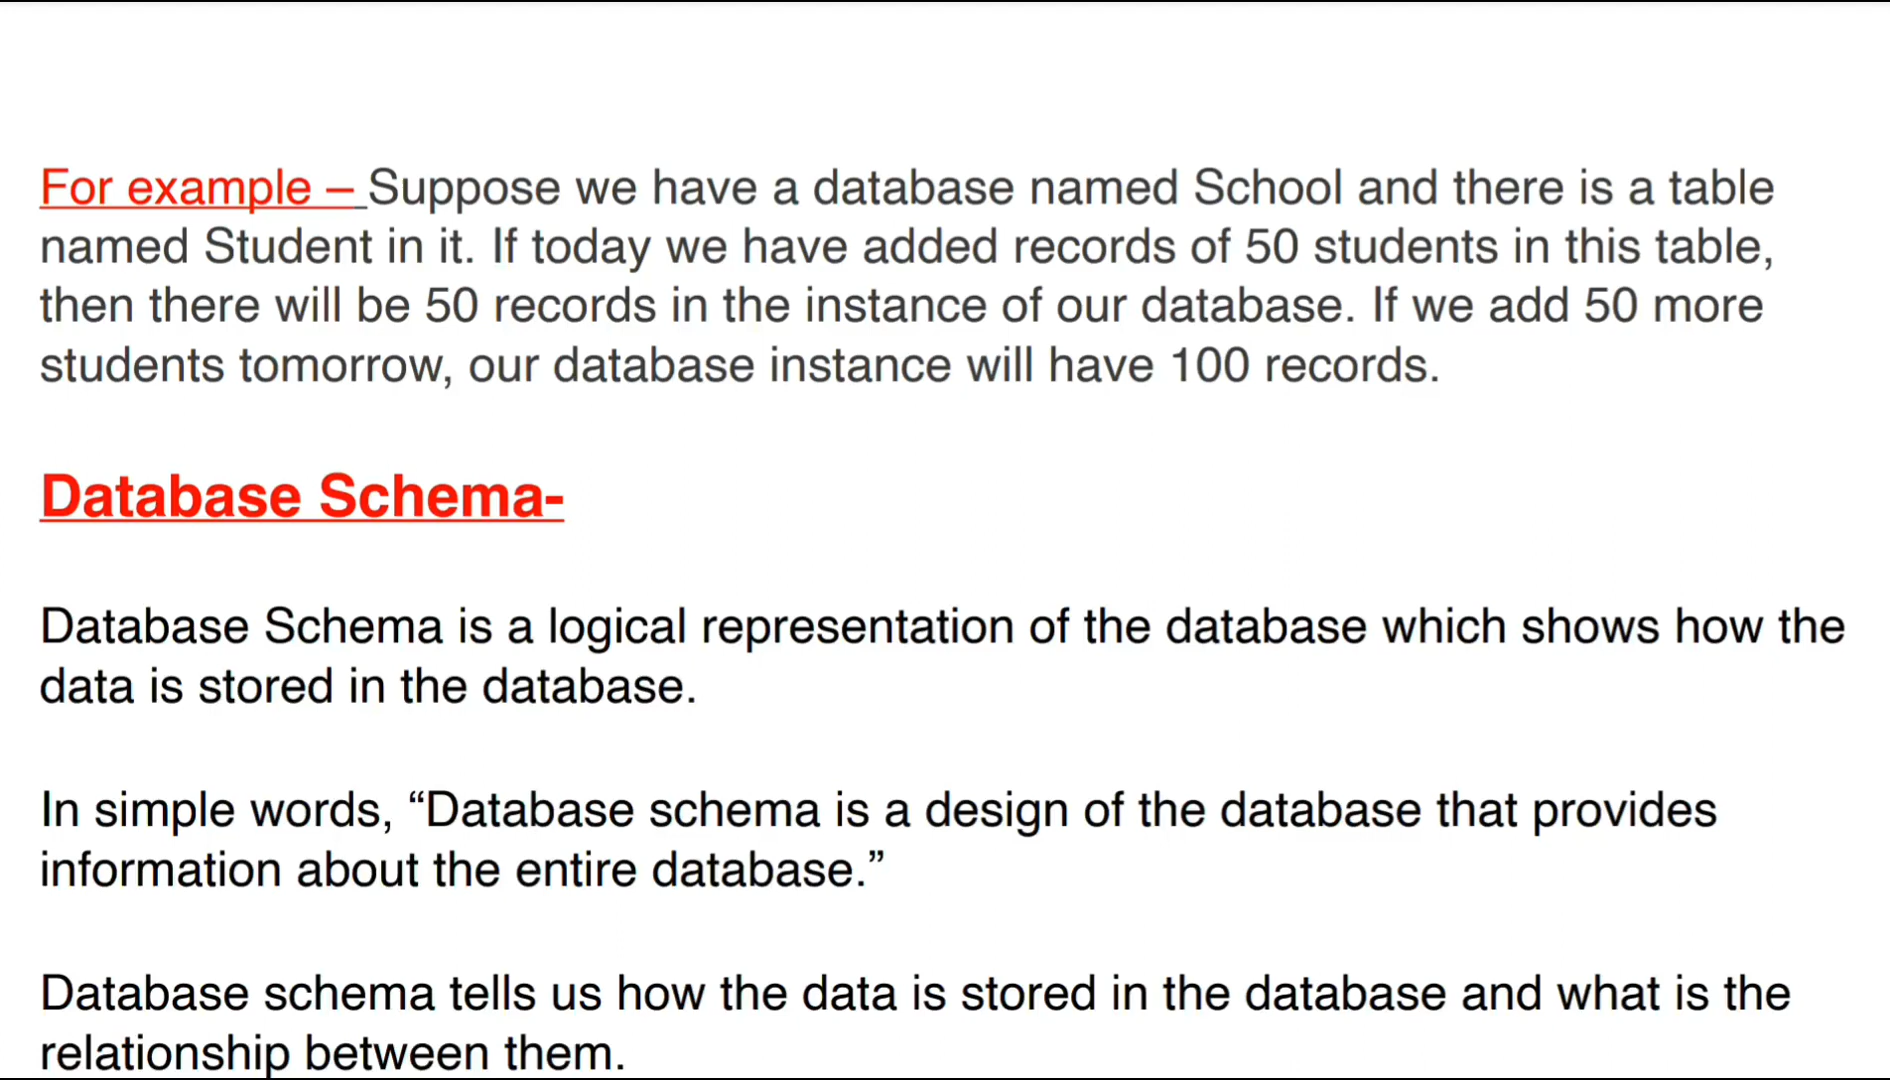 For example – Suppose we have a database named School and there is a table
named Student in it. If today we have added records of 50 students in this table,
then there will be 50 records in the instance of our database. If we add 50 more
students tomorrow, our database instance will have 100 records.
Database Schema-
Database Schema is a logical representation of the database which shows how the
data is stored in the database.
In simple words, “Database schema is a design of the database that provides
information about the entire database.”
Database schema tells us how the data is stored in the database and what is the
relationship between them.